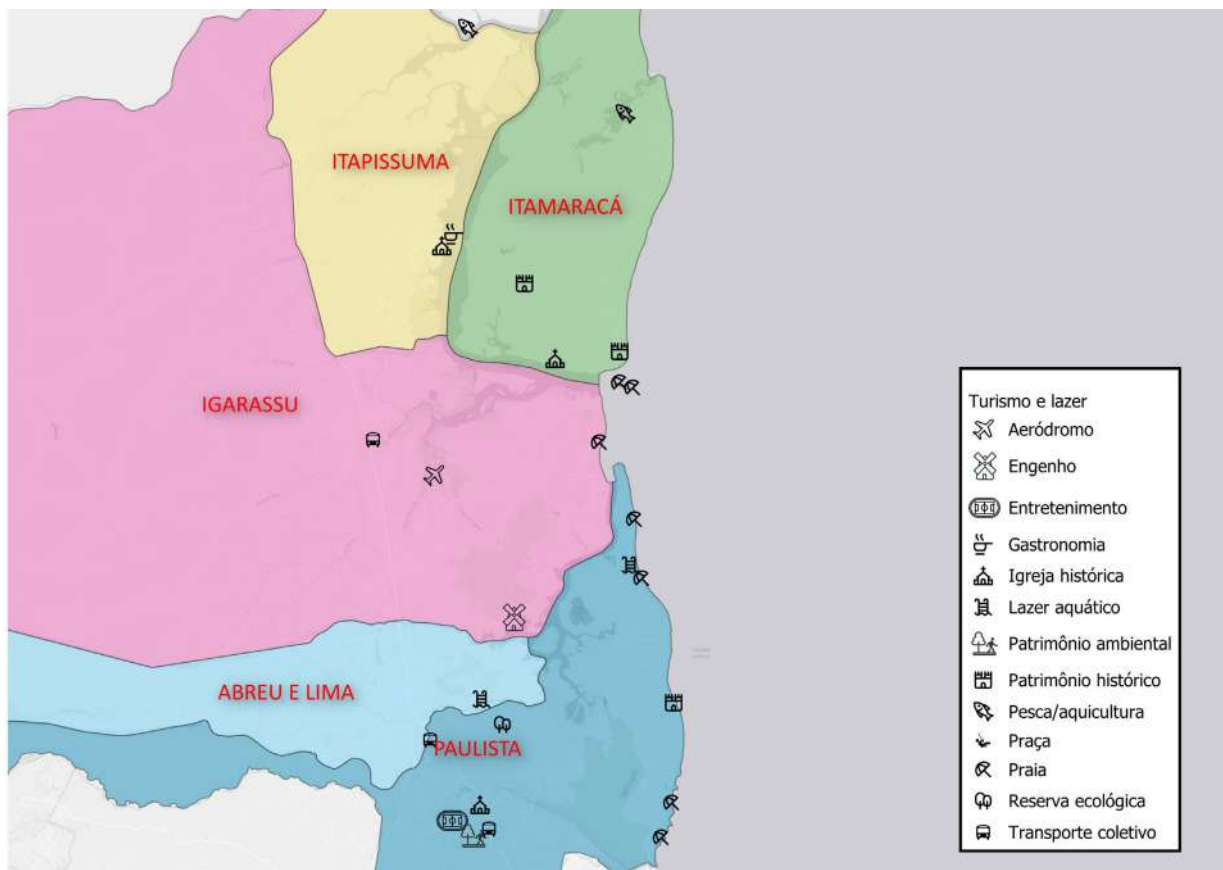 ITAPISSUMA
ITAMARACÁ
IGARASSU
ABREU E LIMA
PAULISTA
Turismo e lazer
Aeródromo
Engenho
Entretenimento
Gastronomia
Igreja histórica
Lazer aquático
Patrimônio ambiental
Patrimônio histórico
Pesca/aquicultura
Praça
Praia
Reserva ecológica
Transporte coletivo